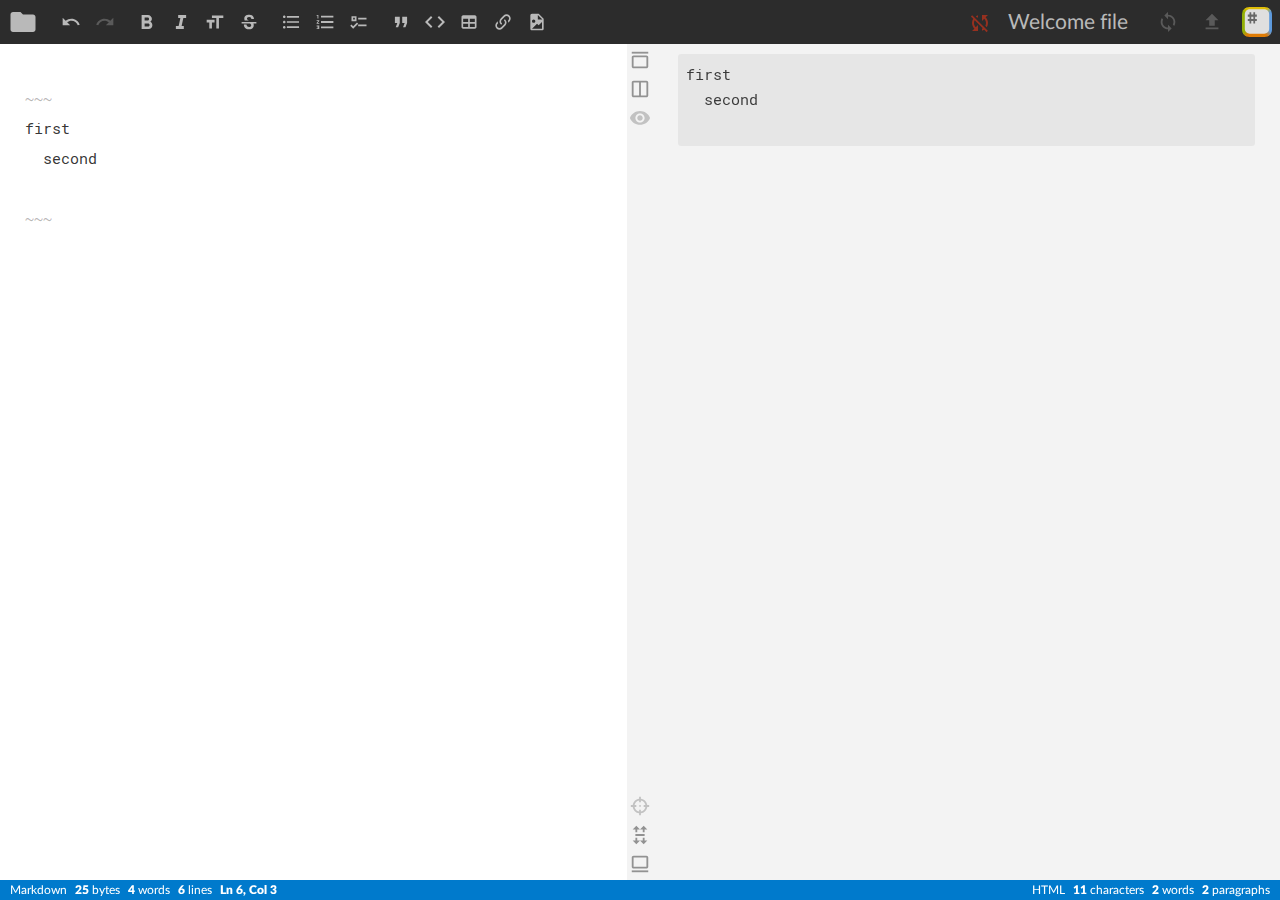 Welcome file
~~~
first
  second

~~~
first
  second
Markdown 25 bytes 4 words 6 lines Ln 6, Col 3
HTML 11 characters 2 words 2 paragraphs